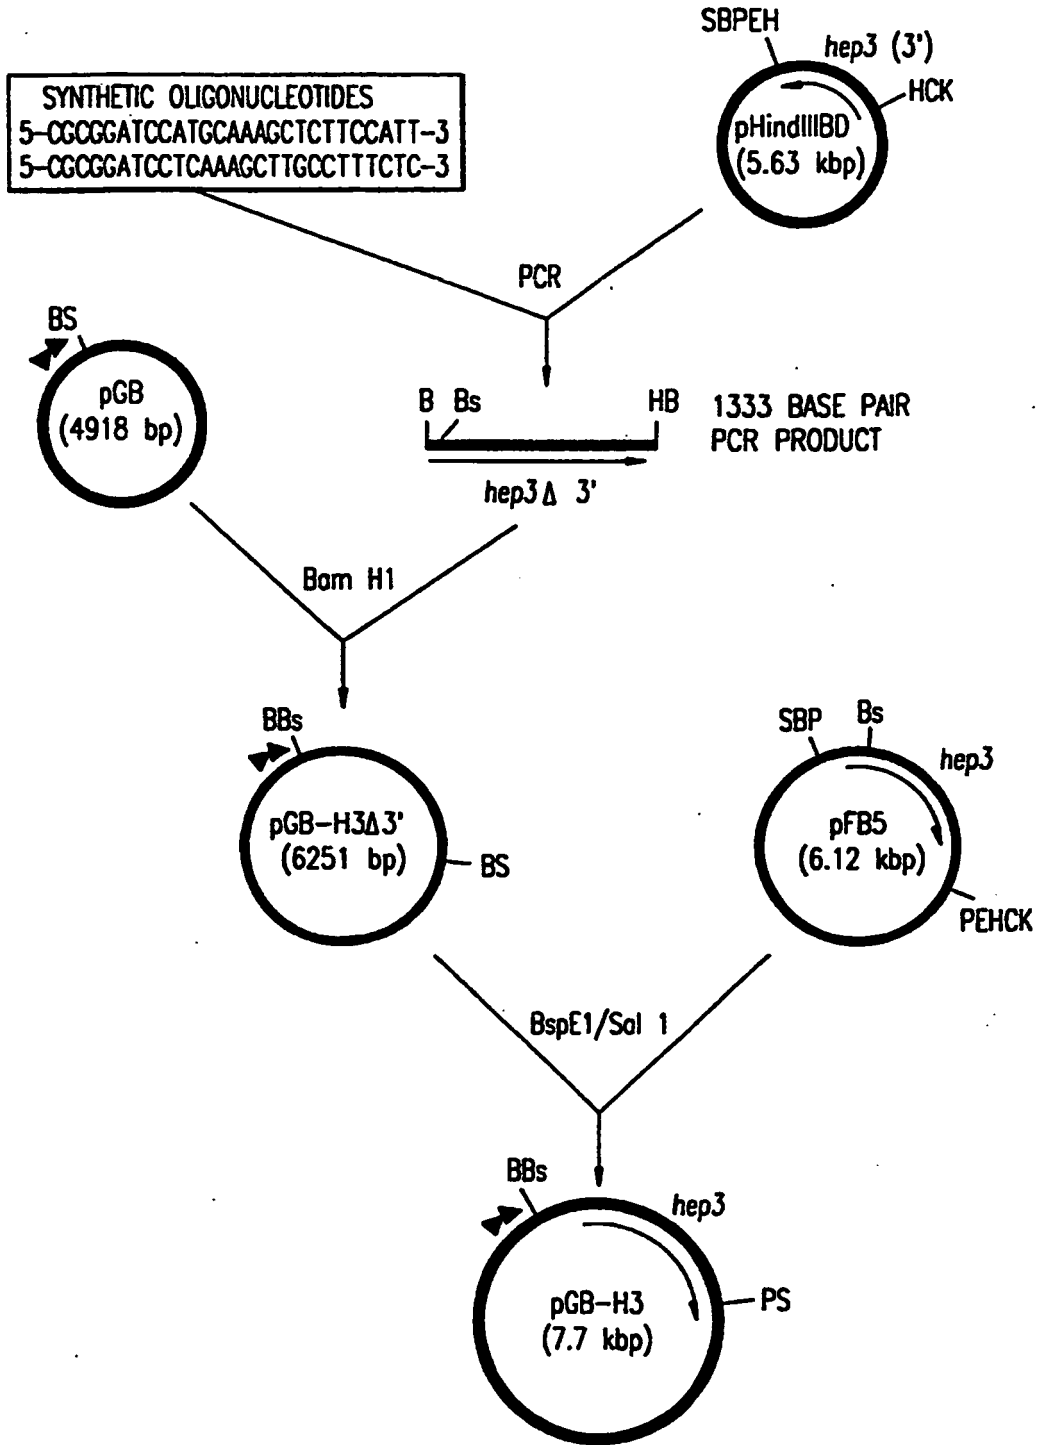 SBPEH
hep3 (3')
HCK
pHindIIIBD
(5.63 kbp)
SYNTHETIC OLIGONUCLEOTIDES
5-CGCGGATCCATGCAAAGCTCTTCCATT-3
5-CGCGGATCCTCAAAGCTTGCCTTTCTC-3
PCR
BS
pGB
(4918 bp)
B Bs HB
1333 BASE PAIR
PCR PRODUCT
hep3Δ 3'
Bam H1
BBs
pGB-H3Δ3'
(6251 bp)
BS
SBP
Bs
hep3
pFB5
(6.12 kbp)
PEHCK
BspE1/Sal 1
BBs
hep3
pGB-H3
(7.7 kbp)
PS